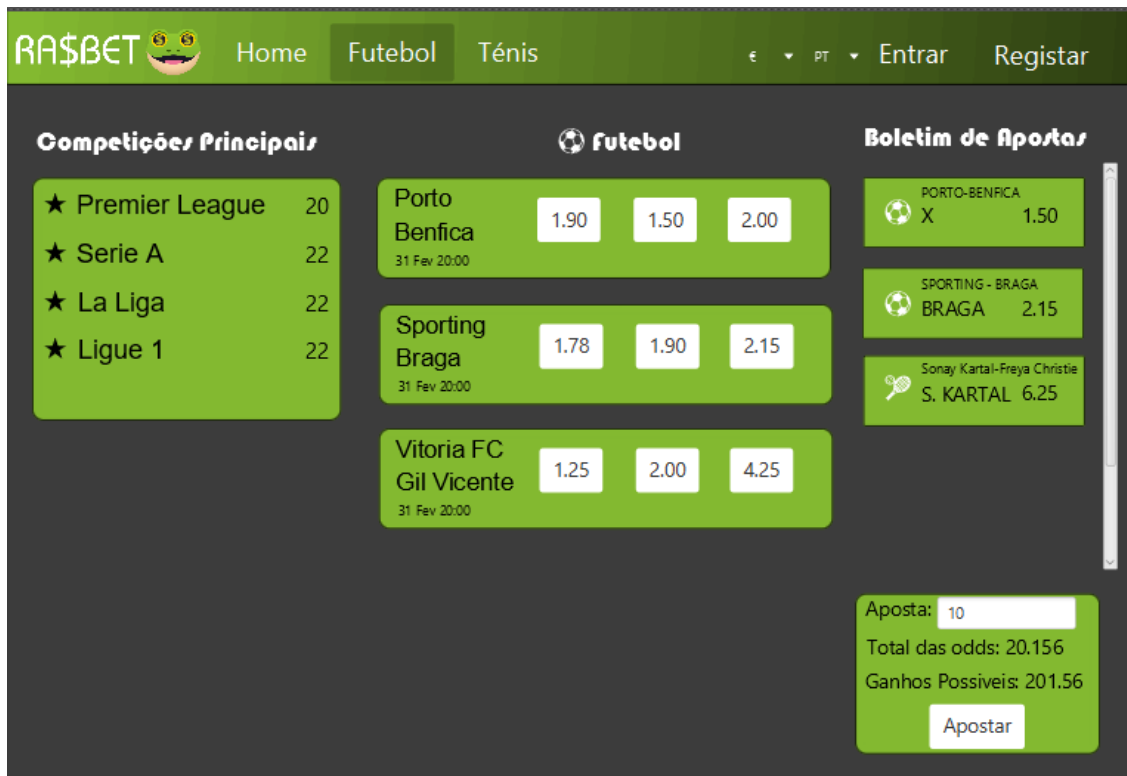 RA$BET Home Futebol Ténis € PT Entrar Registar
Competições Principais
★ Premier League 20
★ Serie A 22
★ La Liga 22
★ Ligue 1 22
Futebol
Porto
Benfica
31 Fev 20:00
1.90 1.50 2.00
Sporting
Braga
31 Fev 20:00
1.78 1.90 2.15
Vitoria FC
Gil Vicente
31 Fev 20:00
1.25 2.00 4.25
Boletim de Apostas
PORTO-BENFICA
X 1.50
SPORTING - BRAGA
BRAGA 2.15
Sonay Kartal-Freya Christie
S. KARTAL 6.25
Aposta: 10
Total das odds: 20.156
Ganhos Possiveis: 201.56
Apostar